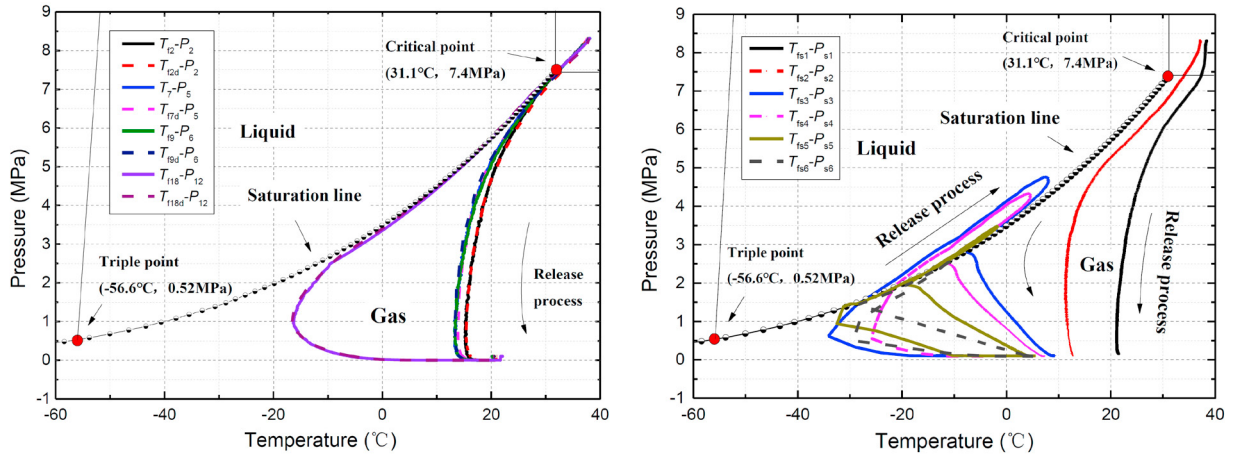 9
8
7
6
5
4
3
2
1
0
-1
Pressure (MPa)
-60
-40
-20
0
20
40
Temperature (℃)
Tf2-P2
Tf2d-P2
T7-P5
Tf7d-P5
Tf9-P6
Tf9d-P6
Tf18-P12
Tf18d-P12
Critical point
(31.1℃, 7.4MPa)
Liquid
Saturation line
Triple point
(-56.6℃, 0.52MPa)
Gas
Release
process
9
8
7
6
5
4
3
2
1
0
-1
Pressure (MPa)
-60
-40
-20
0
20
40
Temperature (℃)
Tfs1-Ps1
Tfs2-Ps2
Tfs3-Ps3
Tfs4-Ps4
Tfs5-Ps5
Tfs6-Ps6
Critical point
(31.1℃, 7.4MPa)
Saturation line
Liquid
Release process
Triple point
(-56.6℃, 0.52MPa)
Gas
Release process